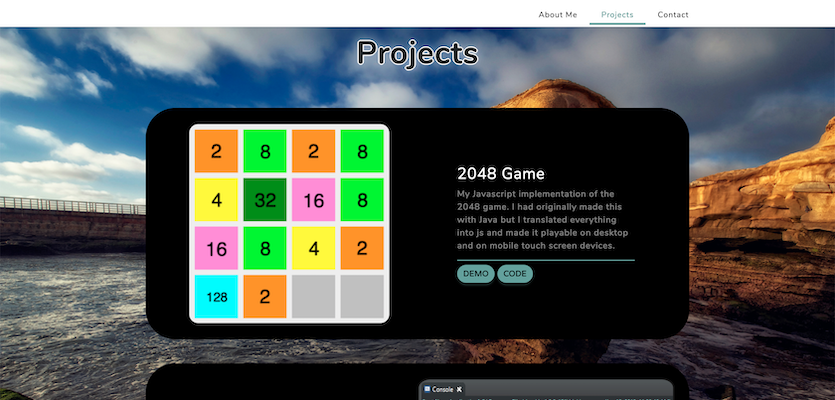 About Me Projects Contact
Projects
2 8 2 8
4 32 16 8
16 8 4 2
128 2
2048 Game
My Javascript implementation of the
2048 game. I had originally made this
with Java but I translated everything
into js and made it playable on desktop
and on mobile touch screen devices.
DEMO CODE
Console